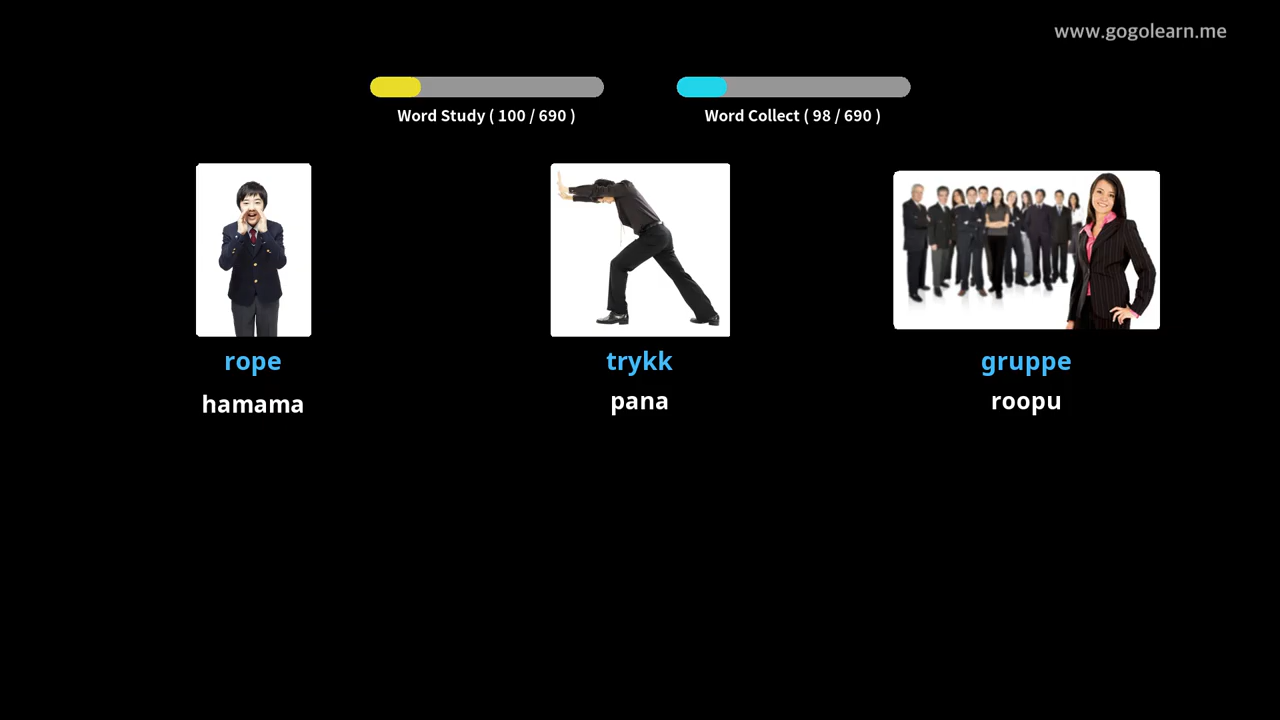 www.gogolearn.me
Word Study ( 100 / 690 )
Word Collect ( 98 / 690 )
rope
trykk
gruppe
hamama
pana
roopu